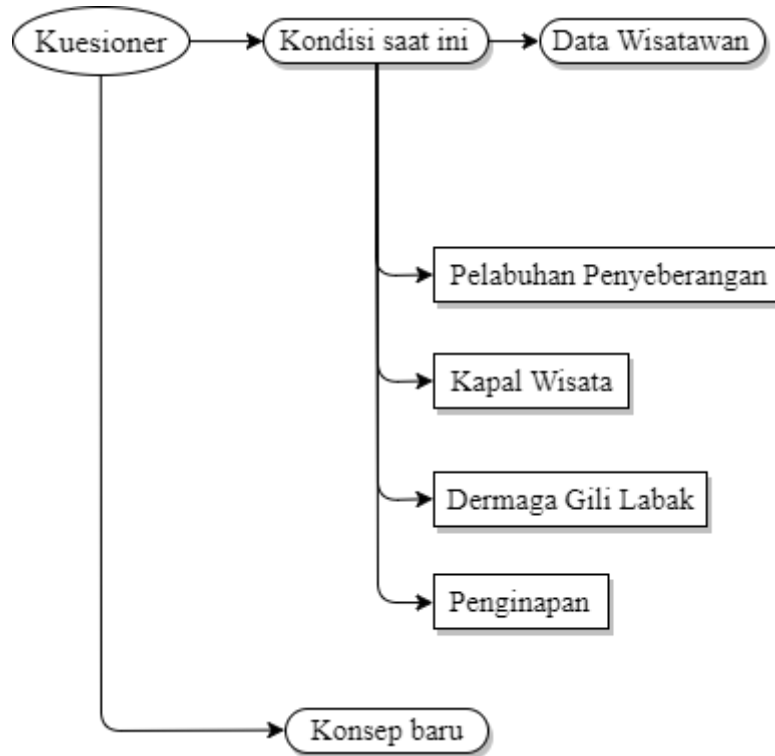 Kuesioner
Kondisi saat ini
Data Wisatawan
Pelabuhan Penyeberangan
Kapal Wisata
Dermaga Gili Labak
Penginapan
Konsep baru